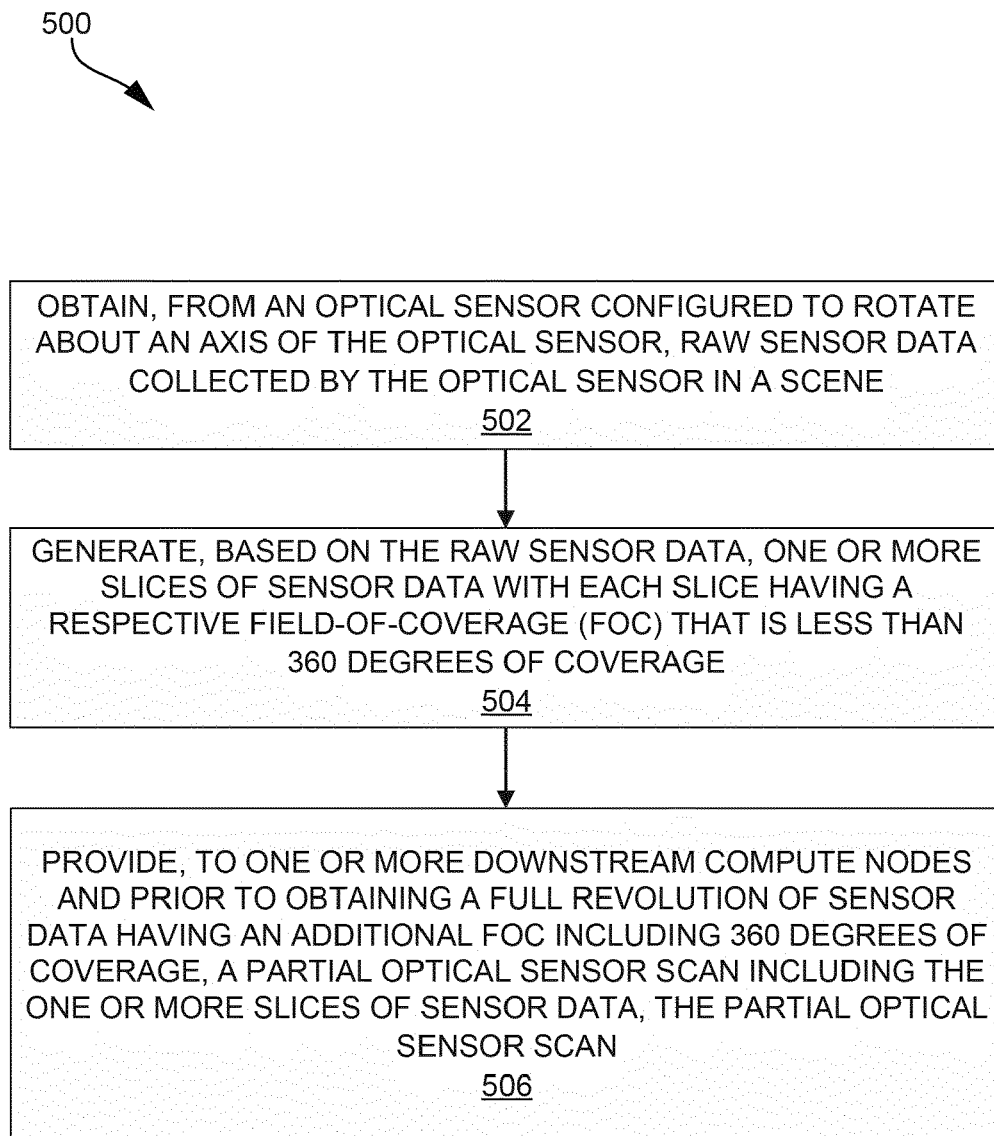 500
OBTAIN, FROM AN OPTICAL SENSOR CONFIGURED TO ROTATE
ABOUT AN AXIS OF THE OPTICAL SENSOR, RAW SENSOR DATA
COLLECTED BY THE OPTICAL SENSOR IN A SCENE
502
GENERATE, BASED ON THE RAW SENSOR DATA, ONE OR MORE
SLICES OF SENSOR DATA WITH EACH SLICE HAVING A
RESPECTIVE FIELD-OF-COVERAGE (FOC) THAT IS LESS THAN
360 DEGREES OF COVERAGE
504
PROVIDE, TO ONE OR MORE DOWNSTREAM COMPUTE NODES
AND PRIOR TO OBTAINING A FULL REVOLUTION OF SENSOR
DATA HAVING AN ADDITIONAL FOC INCLUDING 360 DEGREES OF
COVERAGE, A PARTIAL OPTICAL SENSOR SCAN INCLUDING THE
ONE OR MORE SLICES OF SENSOR DATA, THE PARTIAL OPTICAL
SENSOR SCAN
506